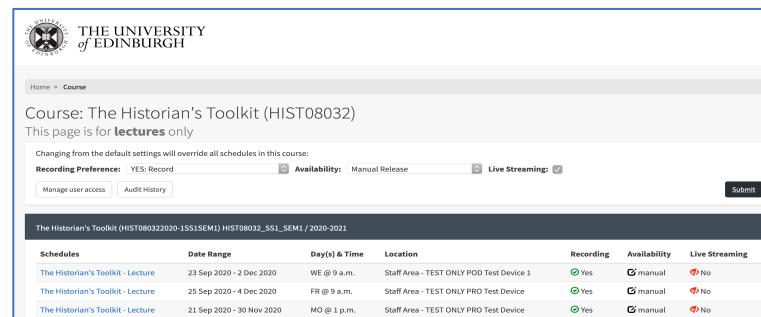 THE UNIVERSITY
of EDINBURGH
Home > Course
Course: The Historian's Toolkit (HIST08032)
This page is for lectures only
Changing from the default settings will override all schedules in this course:
Recording Preference: YES: Record Availability: Manual Release Live Streaming:
Manage user access Audit History Submit
The Historian's Toolkit (HIST080322020-1SS1SEM1) HIST08032_SS1_SEM1 / 2020-2021
Schedules Date Range Day(s) & Time Location Recording Availability Live Streaming
The Historian's Toolkit - Lecture 23 Sep 2020 - 2 Dec 2020 WE @ 9 a.m. Staff Area - TEST ONLY POD Test Device 1 Yes manual No
The Historian's Toolkit - Lecture 25 Sep 2020 - 4 Dec 2020 FR @ 9 a.m. Staff Area - TEST ONLY PRO Test Device Yes manual No
The Historian's Toolkit - Lecture 21 Sep 2020 - 30 Nov 2020 MO @ 1 p.m. Staff Area - TEST ONLY PRO Test Device Yes manual No